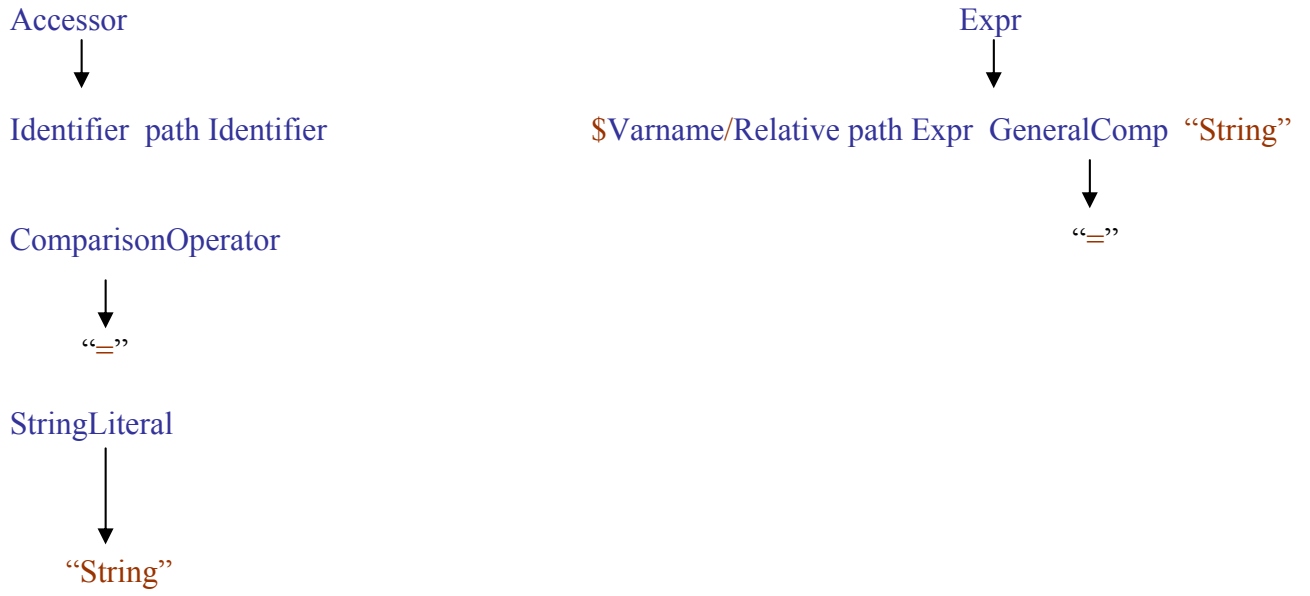 Accessor Expr
Identifier path Identifier $Varname/Relative path Expr GeneralComp “String”
ComparisonOperator “=”
“=”
StringLiteral
“String”